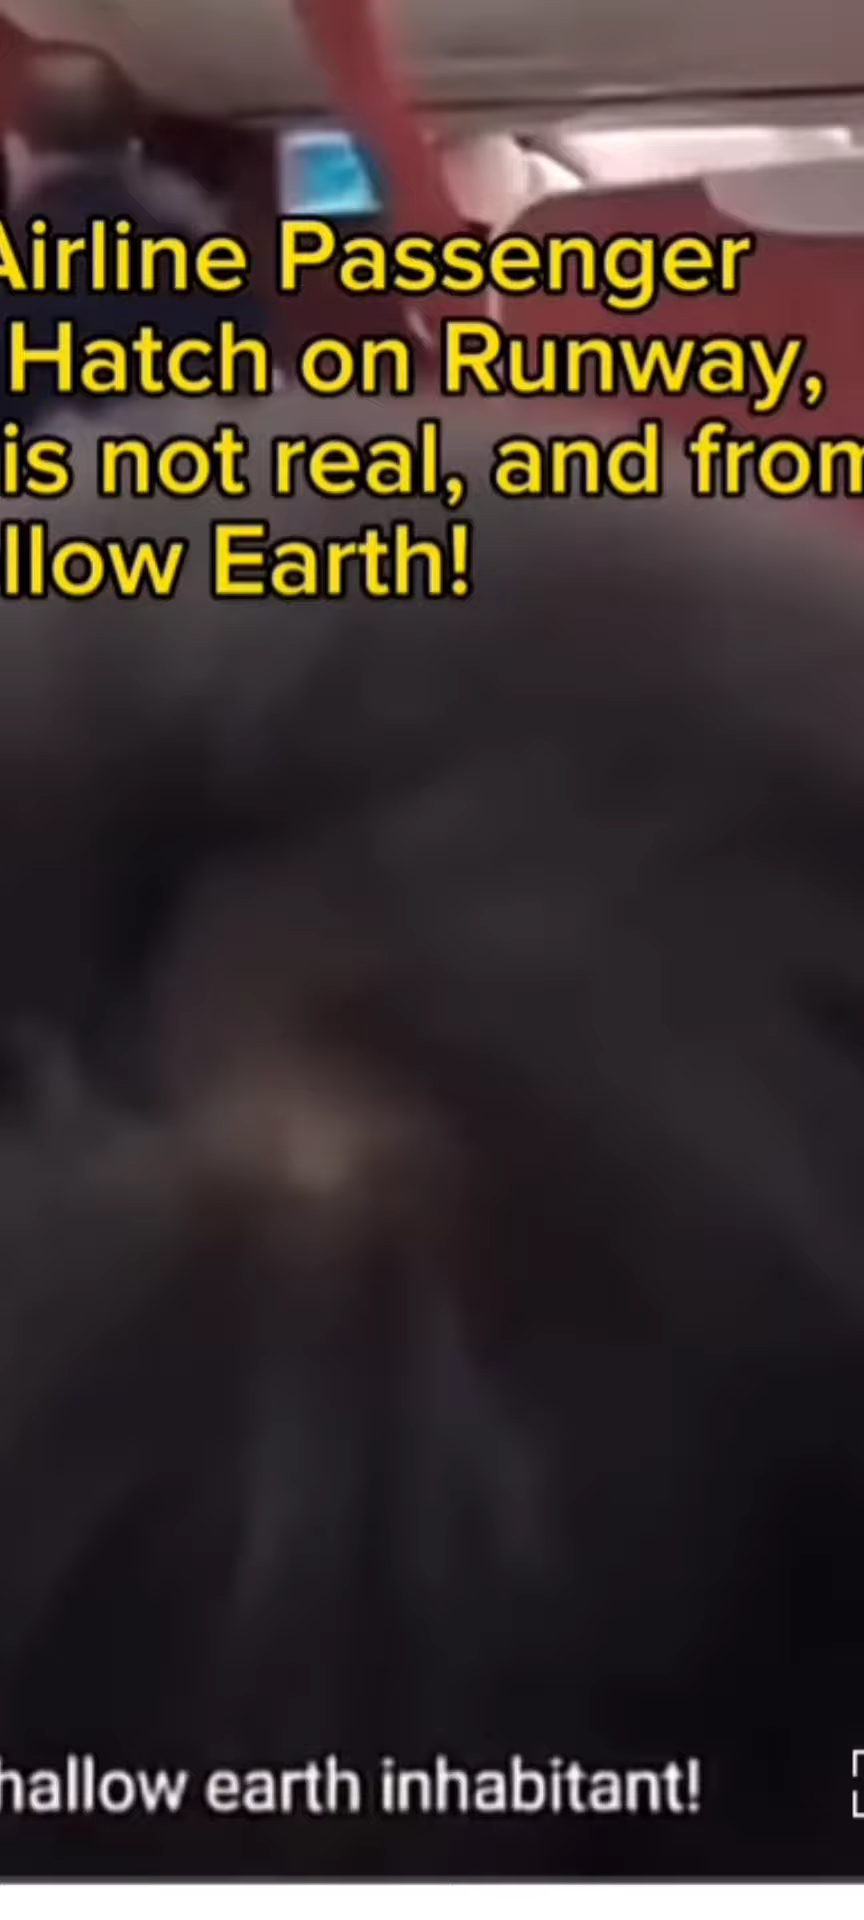 Airline Passenger
Hatch on Runway,
is not real, and from
llow Earth!
hallow earth inhabitant!